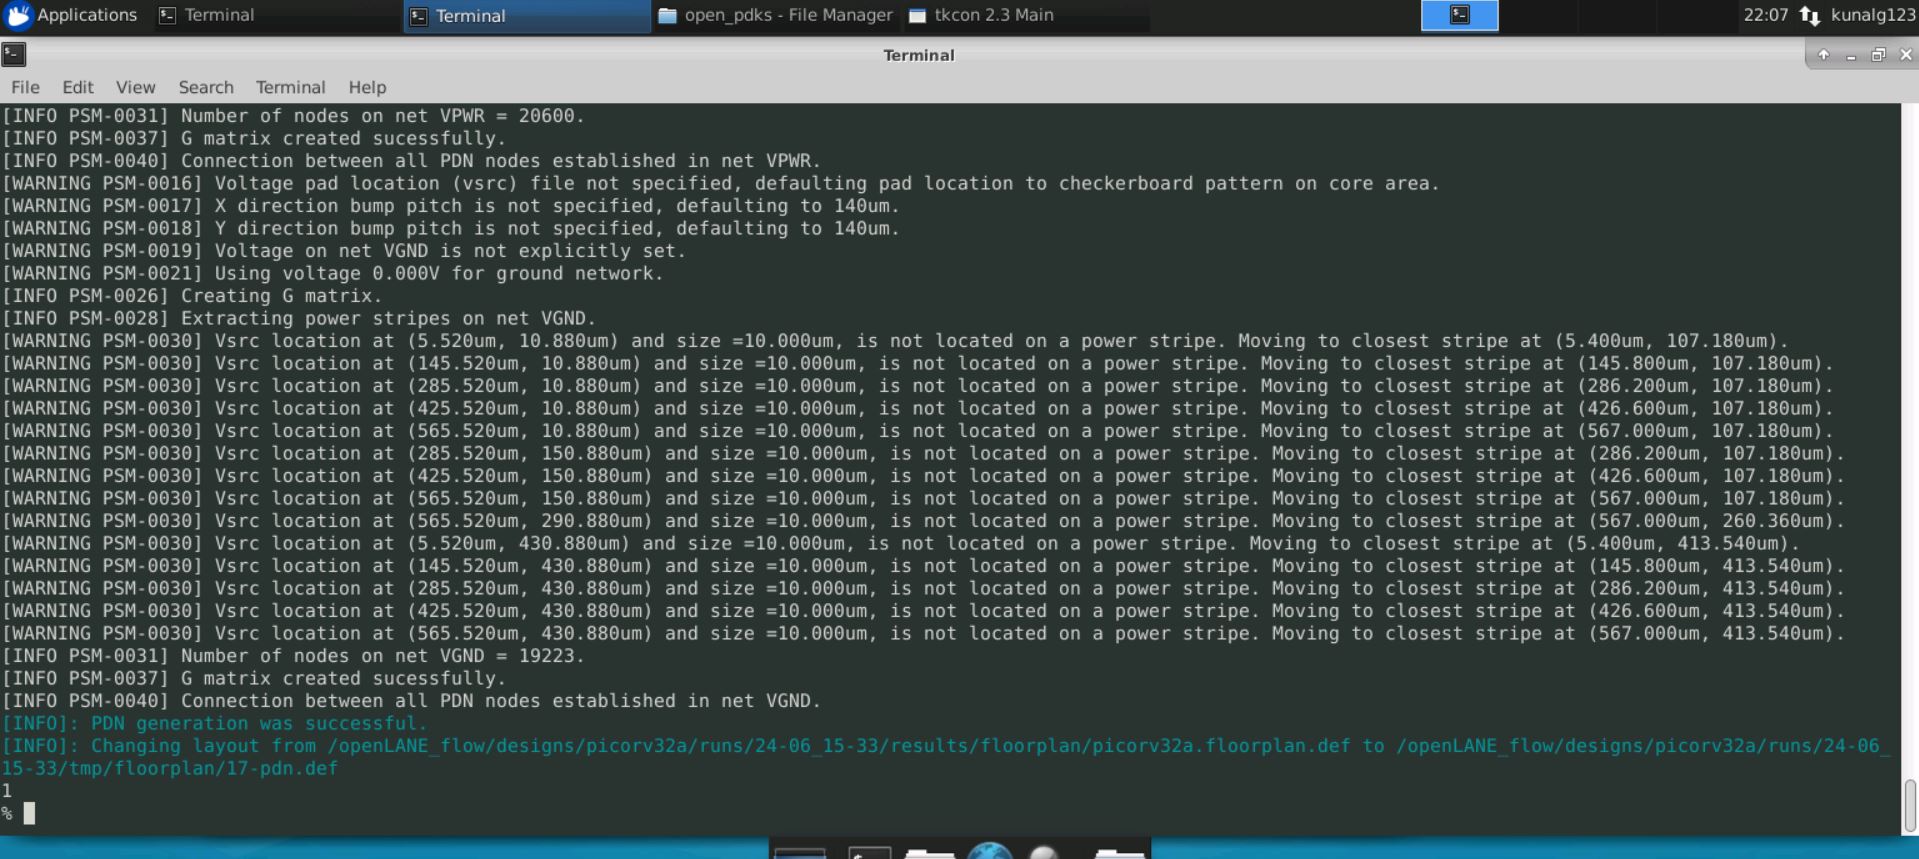 Applications
Terminal
Terminal
open_pdks - File Manager
tkcon 2.3 Main
22:07
kunalg123
Terminal
File Edit View Search Terminal Help
[INFO PSM-0031] Number of nodes on net VPWR = 20600.
[INFO PSM-0037] G matrix created sucessfully.
[INFO PSM-0040] Connection between all PDN nodes established in net VPWR.
[WARNING PSM-0016] Voltage pad location (vsrc) file not specified, defaulting pad location to checkerboard pattern on core area.
[WARNING PSM-0017] X direction bump pitch is not specified, defaulting to 140um.
[WARNING PSM-0018] Y direction bump pitch is not specified, defaulting to 140um.
[WARNING PSM-0019] Voltage on net VGND is not explicitly set.
[WARNING PSM-0021] Using voltage 0.000V for ground network.
[INFO PSM-0026] Creating G matrix.
[INFO PSM-0028] Extracting power stripes on net VGND.
[WARNING PSM-0030] Vsrc location at (5.520um, 10.880um) and size =10.000um, is not located on a power stripe. Moving to closest stripe at (5.400um, 107.180um).
[WARNING PSM-0030] Vsrc location at (145.520um, 10.880um) and size =10.000um, is not located on a power stripe. Moving to closest stripe at (145.800um, 107.180um).
[WARNING PSM-0030] Vsrc location at (285.520um, 10.880um) and size =10.000um, is not located on a power stripe. Moving to closest stripe at (286.200um, 107.180um).
[WARNING PSM-0030] Vsrc location at (425.520um, 10.880um) and size =10.000um, is not located on a power stripe. Moving to closest stripe at (426.600um, 107.180um).
[WARNING PSM-0030] Vsrc location at (565.520um, 10.880um) and size =10.000um, is not located on a power stripe. Moving to closest stripe at (567.000um, 107.180um).
[WARNING PSM-0030] Vsrc location at (285.520um, 150.880um) and size =10.000um, is not located on a power stripe. Moving to closest stripe at (286.200um, 107.180um).
[WARNING PSM-0030] Vsrc location at (425.520um, 150.880um) and size =10.000um, is not located on a power stripe. Moving to closest stripe at (426.600um, 107.180um).
[WARNING PSM-0030] Vsrc location at (565.520um, 150.880um) and size =10.000um, is not located on a power stripe. Moving to closest stripe at (567.000um, 107.180um).
[WARNING PSM-0030] Vsrc location at (565.520um, 290.880um) and size =10.000um, is not located on a power stripe. Moving to closest stripe at (567.000um, 260.360um).
[WARNING PSM-0030] Vsrc location at (5.520um, 430.880um) and size =10.000um, is not located on a power stripe. Moving to closest stripe at (5.400um, 413.540um).
[WARNING PSM-0030] Vsrc location at (145.520um, 430.880um) and size =10.000um, is not located on a power stripe. Moving to closest stripe at (145.800um, 413.540um).
[WARNING PSM-0030] Vsrc location at (285.520um, 430.880um) and size =10.000um, is not located on a power stripe. Moving to closest stripe at (286.200um, 413.540um).
[WARNING PSM-0030] Vsrc location at (425.520um, 430.880um) and size =10.000um, is not located on a power stripe. Moving to closest stripe at (426.600um, 413.540um).
[WARNING PSM-0030] Vsrc location at (565.520um, 430.880um) and size =10.000um, is not located on a power stripe. Moving to closest stripe at (567.000um, 413.540um).
[INFO PSM-0031] Number of nodes on net VGND = 19223.
[INFO PSM-0037] G matrix created sucessfully.
[INFO PSM-0040] Connection between all PDN nodes established in net VGND.
[INFO]: PDN generation was successful.
[INFO]: Changing layout from /openLANE_flow/designs/picorv32a/runs/24-06_15-33/results/floorplan/picorv32a.floorplan.def to /openLANE_flow/designs/picorv32a/runs/24-06_
15-33/tmp/floorplan/17-pdn.def
1
%